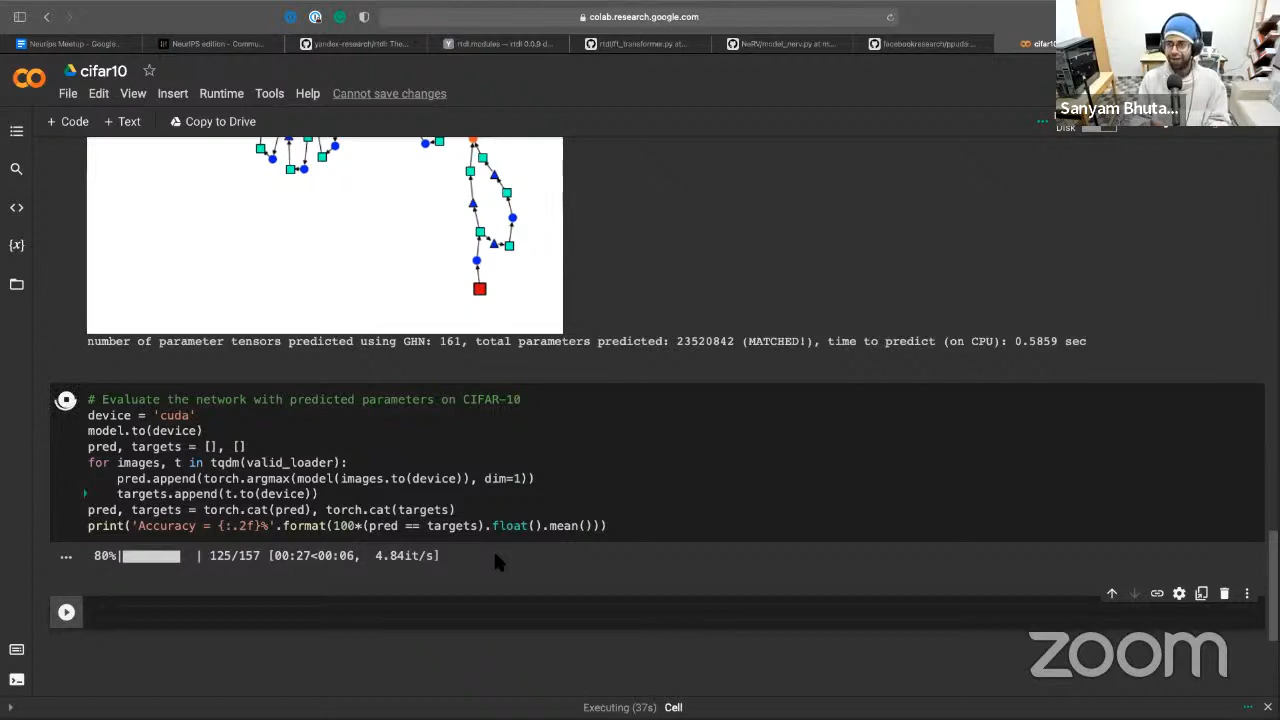 colab.research.google.com
Neurips Meetup - Google...
NeurIPS edition - Commu...
yandex-research/rtdl: The...
rtdl.modules — rtdl 0.0.9 d...
rtdl/ft_transformer.py at...
NeRV/model_nerv.py at m...
facebookresearch/ppuda:...
cifar10
cifar10
File Edit View Insert Runtime Tools Help Cannot save changes
+ Code + Text Copy to Drive
Disk
Sanyam Bhuta...
{x}
number of parameter tensors predicted using GHN: 161, total parameters predicted: 23520842 (MATCHED!), time to predict (on CPU): 0.5859 sec
# Evaluate the network with predicted parameters on CIFAR-10
device = 'cuda'
model.to(device)
pred, targets = [], []
for images, t in tqdm(valid_loader):
pred.append(torch.argmax(model(images.to(device)), dim=1))
targets.append(t.to(device))
pred, targets = torch.cat(pred), torch.cat(targets)
print('Accuracy = {:.2f}%'.format(100*(pred == targets).float().mean()))
80%| | 125/157 [00:27<00:06, 4.84it/s]
zoom
Executing (37s) Cell